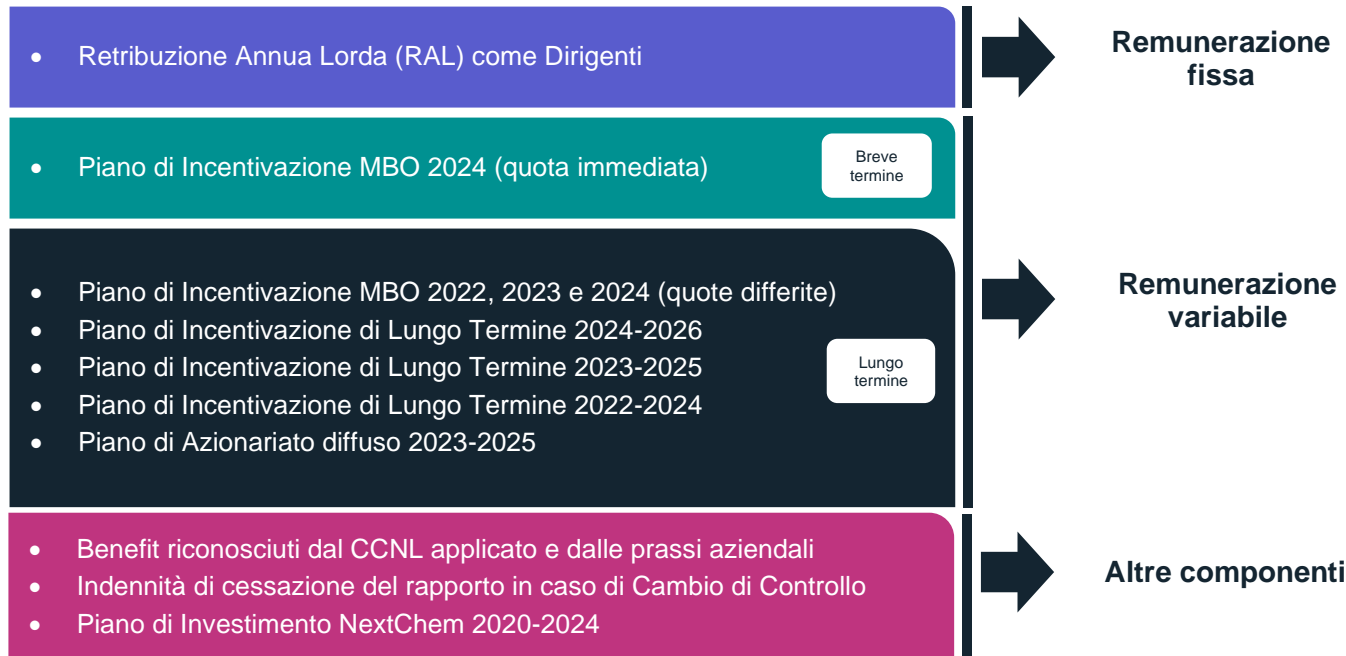 • Retribuzione Annua Lorda (RAL) come Dirigenti
Remunerazione
fissa
• Piano di Incentivazione MBO 2024 (quota immediata)
Breve
termine
• Piano di Incentivazione MBO 2022, 2023 e 2024 (quote differite)
• Piano di Incentivazione di Lungo Termine 2024-2026
• Piano di Incentivazione di Lungo Termine 2023-2025
• Piano di Incentivazione di Lungo Termine 2022-2024
• Piano di Azionariato diffuso 2023-2025
Lungo
termine
Remunerazione
variabile
• Benefit riconosciuti dal CCNL applicato e dalle prassi aziendali
• Indennità di cessazione del rapporto in caso di Cambio di Controllo
• Piano di Investimento NextChem 2020-2024
Altre componenti